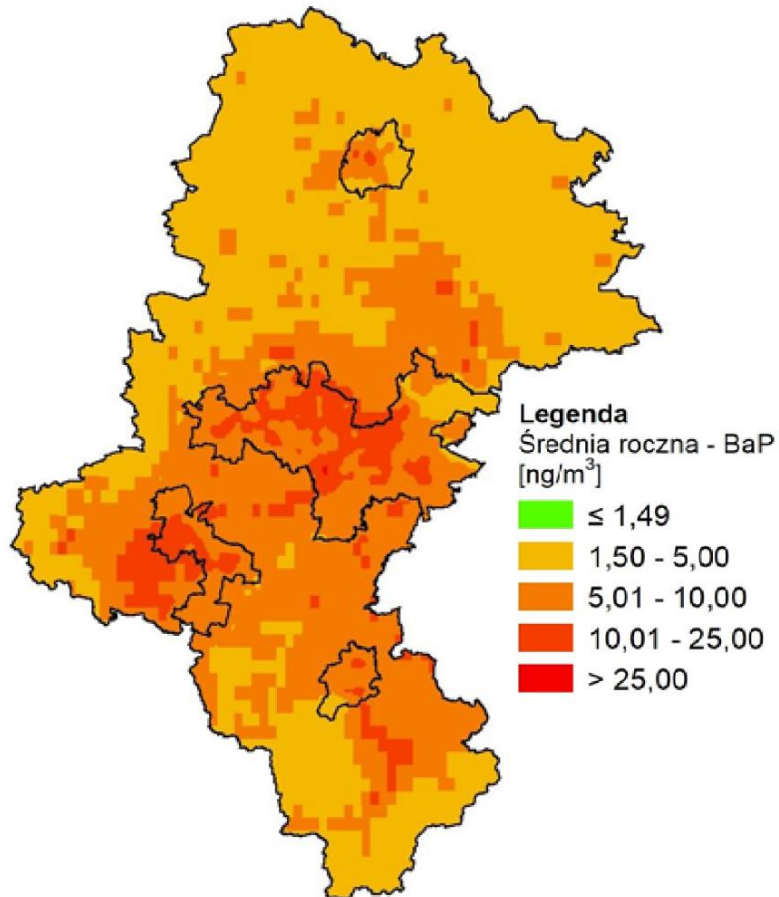 Legenda
Średnia roczna - BaP
[ng/m³]
≤ 1,49
1,50 - 5,00
5,01 - 10,00
10,01 - 25,00
> 25,00